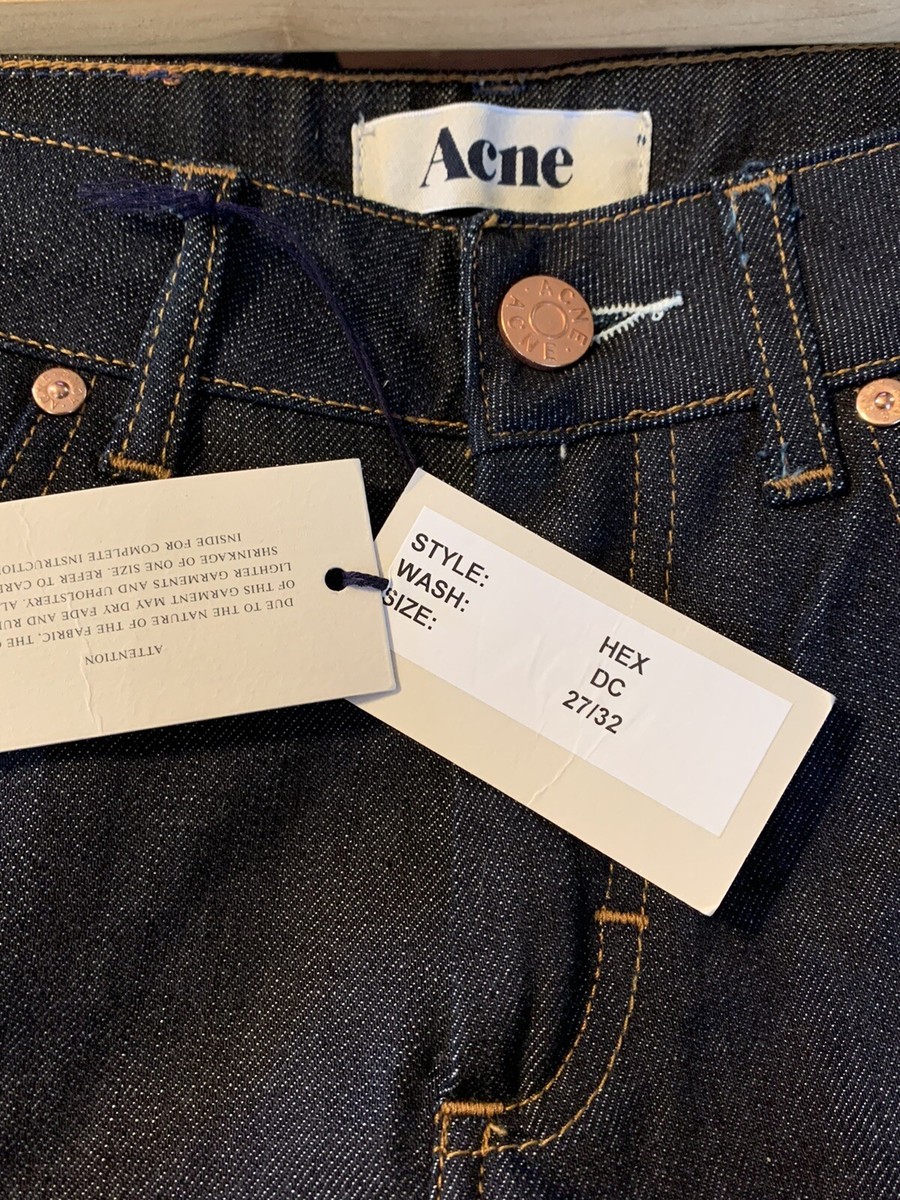 Acne
ACNE · ACNE ·
STYLE: HEX
WASH: DC
SIZE: 27/32
ATTENTION
DUE TO THE NATURE OF THE FABRIC, THE
OF THIS GARMENT MAY DRY FADE AND RU
LIGHTER GARMENTS AND UPHOLSTERY. AL
SHRINKAGE OF ONE SIZE. REFER TO CAR
INSIDE FOR COMPLETE INSTRUCTIO